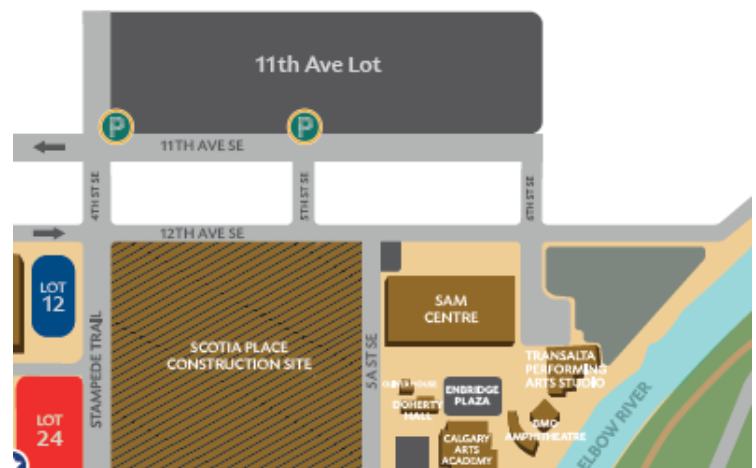 11th Ave Lot
P
P
11TH AVE SE
4TH ST SE
5TH ST SE
6TH ST SE
12TH AVE SE
LOT
12
SAM
CENTRE
STAMPEDE TRAIL
SCOTIA PLACE
CONSTRUCTION SITE
5 A ST SE
TRANSALTA
PERFORMING
ARTS STUDIO
ENBRIDGE
PLAZA
DOHERTY
HALL
LOT
24
BMO
AMPHITHEATRE
CALGARY
ARTS
ACADEMY
ELBOW RIVER